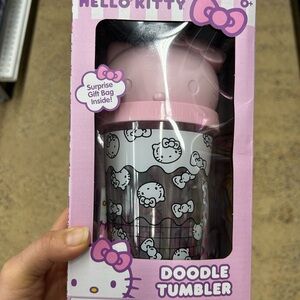 HELLO KITTY
Surprise
Gift Bag
Inside!
DOODLE
TUMBLER